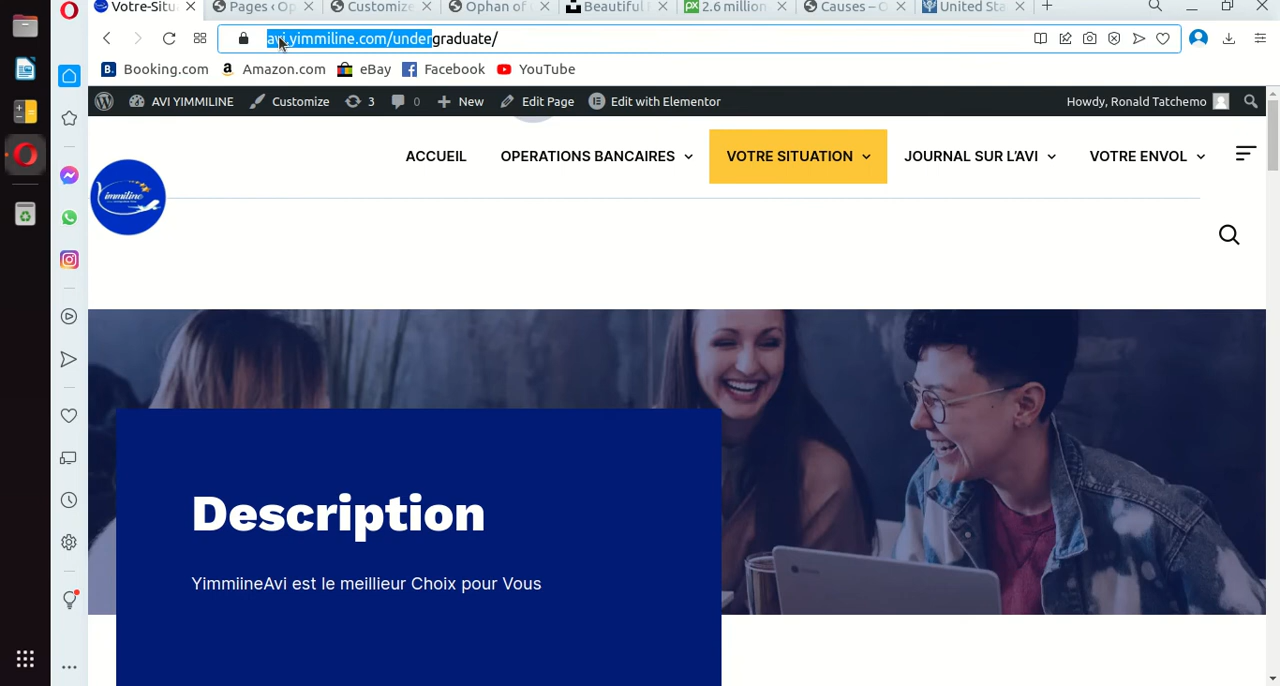 Votre-Situ
Pages ‹ Op
Customize
Ophan of
Beautiful
2.6 million
Causes – O
United Sta
avi.yimmiline.com/undergraduate/
Booking.com
Amazon.com
eBay
Facebook
YouTube
AVI YIMMILINE
Customize
3
0
New
Edit Page
Edit with Elementor
Howdy, Ronald Tatchemo
ACCUEIL
OPERATIONS BANCAIRES
VOTRE SITUATION
JOURNAL SUR L'AVI
VOTRE ENVOL
Yimmiline
Description
YimmiineAvi est le meillieur Choix pour Vous